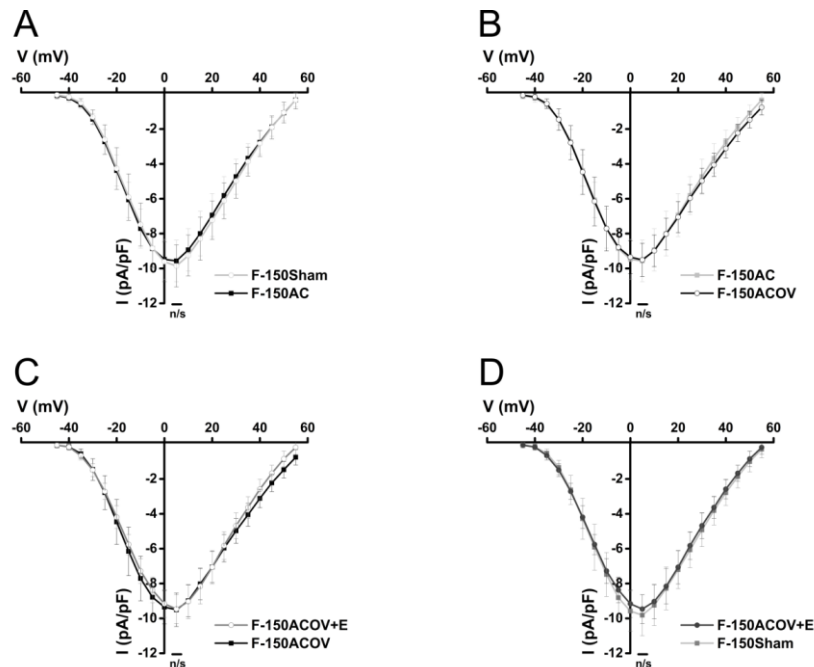 A
V (mV)
-60 -40 -20 0 20 40 60
-2
-4
-6
-8
-10
-12
I (pA/pF)
F-150Sham
F-150AC
n/s
B
V (mV)
-60 -40 -20 0 20 40 60
-2
-4
-6
-8
-10
-12
I (pA/pF)
F-150AC
F-150ACOV
n/s
C
V (mV)
-60 -40 -20 0 20 40 60
-2
-4
-6
-8
-10
-12
I (pA/pF)
F-150ACOV+E
F-150ACOV
n/s
D
V (mV)
-60 -40 -20 0 20 40 60
-2
-4
-6
-8
-10
-12
I (pA/pF)
F-150ACOV+E
F-150Sham
n/s